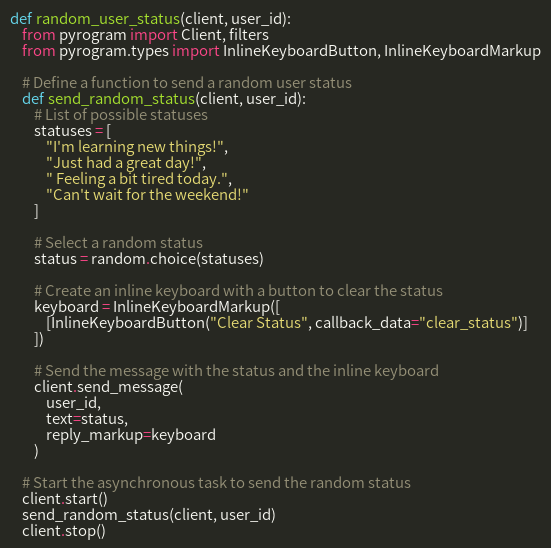 def random_user_status(client, user_id):
from pyrogram import Client, filters
from pyrogram.types import InlineKeyboardButton, InlineKeyboardMarkup
# Define a function to send a random user status
def send_random_status(client, user_id):
# List of possible statuses
statuses = [
"I'm learning new things!",
"Just had a great day!",
" Feeling a bit tired today.",
"Can't wait for the weekend!"
]
# Select a random status
status = random.choice(statuses)
# Create an inline keyboard with a button to clear the status
keyboard = InlineKeyboardMarkup([
[InlineKeyboardButton("Clear Status", callback_data="clear_status")]
])
# Send the message with the status and the inline keyboard
client.send_message(
user_id,
text=status,
reply_markup=keyboard
)
# Start the asynchronous task to send the random status
client.start()
send_random_status(client, user_id)
client.stop()